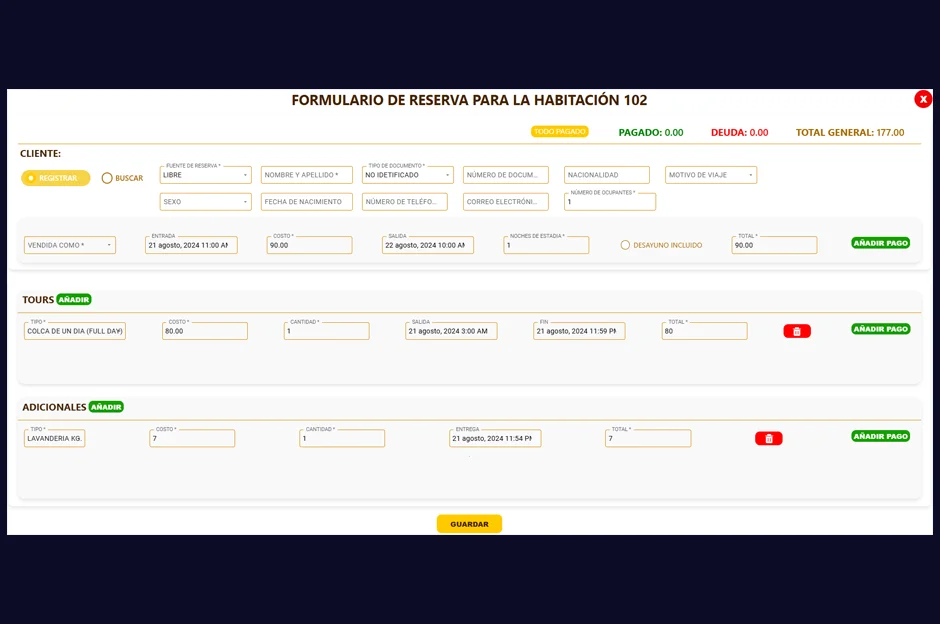 FORMULARIO DE RESERVA PARA LA HABITACIÓN 102
X
TODO PAGADO PAGADO: 0.00 DEUDA: 0.00 TOTAL GENERAL: 177.00
CLIENTE:
REGISTRAR BUSCAR
FUENTE DE RESERVA * LIBRE
NOMBRE Y APELLIDO *
TIPO DE DOCUMENTO * NO IDETIFICADO
NÚMERO DE DOCUM...
NACIONALIDAD
MOTIVO DE VIAJE
SEXO
FECHA DE NACIMIENTO
NÚMERO DE TELÉFO...
CORREO ELECTRÓNI...
NÚMERO DE OCUPANTES * 1
VENDIDA COMO *
ENTRADA 21 agosto, 2024 11:00 AM
COSTO * 90.00
SALIDA 22 agosto, 2024 10:00 AM
NOCHES DE ESTADIA * 1
DESAYUNO INCLUIDO
TOTAL * 90.00
AÑADIR PAGO
TOURS AÑADIR
TIPO * COLCA DE UN DIA (FULL DAY)
COSTO * 80.00
CANTIDAD * 1
SALIDA 21 agosto, 2024 3:00 AM
FIN 21 agosto, 2024 11:59 PM
TOTAL * 80
AÑADIR PAGO
ADICIONALES AÑADIR
TIPO * LAVANDERIA KG.
COSTO * 7
CANTIDAD * 1
ENTREGA 21 agosto, 2024 11:54 PM
TOTAL * 7
AÑADIR PAGO
GUARDAR